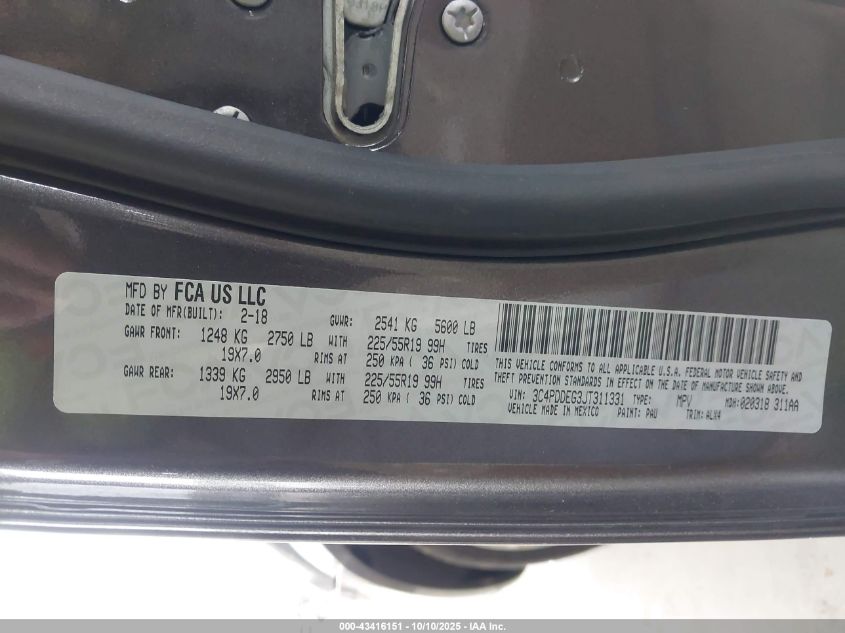 MFD BY FCA US LLC
DATE OF MFR(BUILT): 2-18 GVWR: 2541 KG 5600 LB
GAWR FRONT: 1248 KG 2750 LB WITH 225/55R19 99H TIRES
19X7.0 RIMS AT 250 KPA ( 36 PSI) COLD
GAWR REAR: 1339 KG 2950 LB WITH 225/55R19 99H TIRES
19X7.0 RIMS AT 250 KPA ( 36 PSI) COLD
THIS VEHICLE CONFORMS TO ALL APPLICABLE U.S.A. FEDERAL MOTOR VEHICLE SAFETY AND
THEFT PREVENTION STANDARDS IN EFFECT ON THE DATE OF MANUFACTURE SHOWN ABOVE.
VIN: 3C4PDDEG3JT311331 TYPE: MPV MDH:020318 311AA
VEHICLE MADE IN MEXICO PAINT: PAU TRIM: ALX4
000-43416151 - 10/10/2025 - IAA Inc.